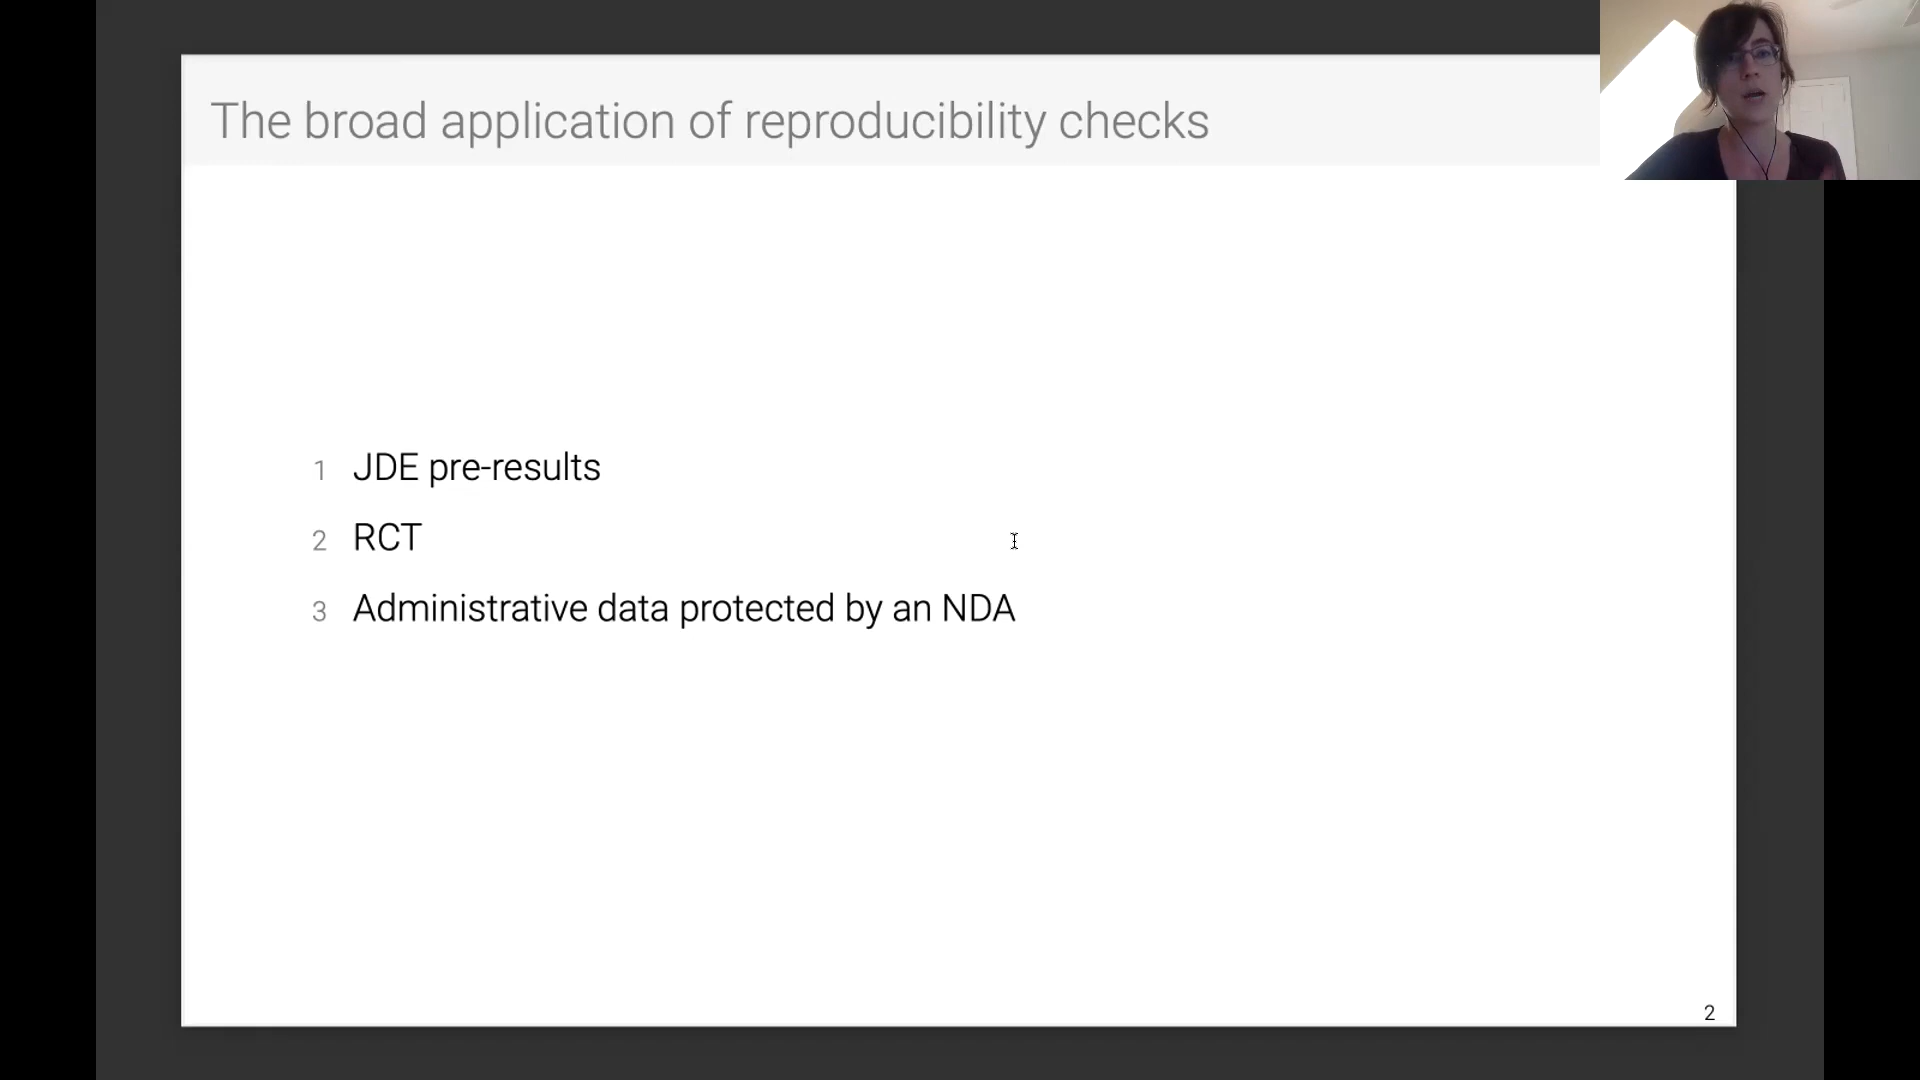 The broad application of reproducibility checks
1 JDE pre-results
2 RCT
3 Administrative data protected by an NDA
2